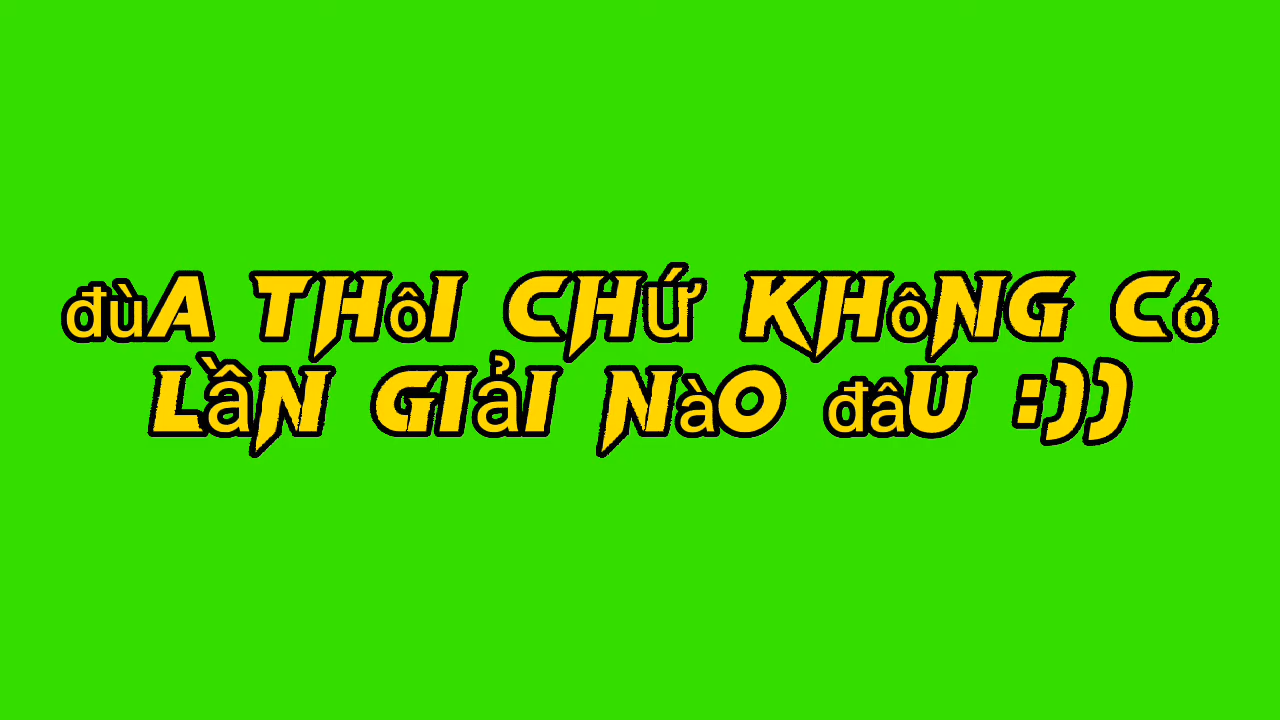 đùA THôI CHứ KHôNG Có
LầN GIảI NàO đâU :))